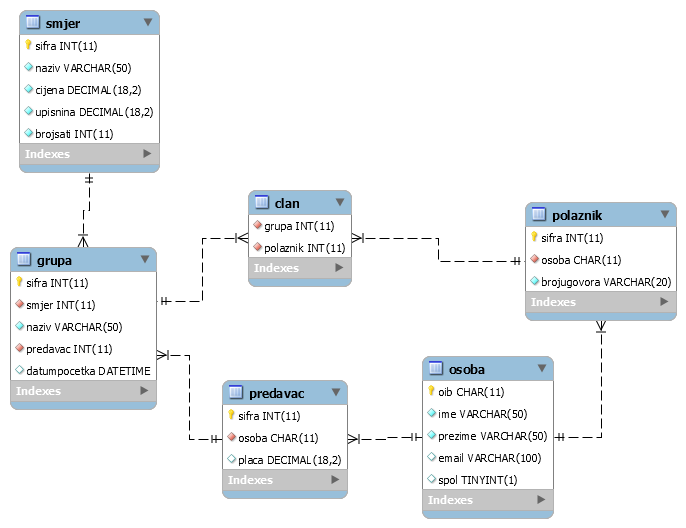 smjer
sifra INT(11)
naziv VARCHAR(50)
cijena DECIMAL(18,2)
upisnina DECIMAL(18,2)
brojsati INT(11)
Indexes
grupa
sifra INT(11)
smjer INT(11)
naziv VARCHAR(50)
predavac INT(11)
datumpocetka DATETIME
Indexes
clan
grupa INT(11)
polaznik INT(11)
Indexes
predavac
sifra INT(11)
osoba CHAR(11)
placa DECIMAL(18,2)
Indexes
polaznik
sifra INT(11)
osoba CHAR(11)
brojugovora VARCHAR(20)
Indexes
osoba
oib CHAR(11)
ime VARCHAR(50)
prezime VARCHAR(50)
email VARCHAR(100)
spol TINYINT(1)
Indexes